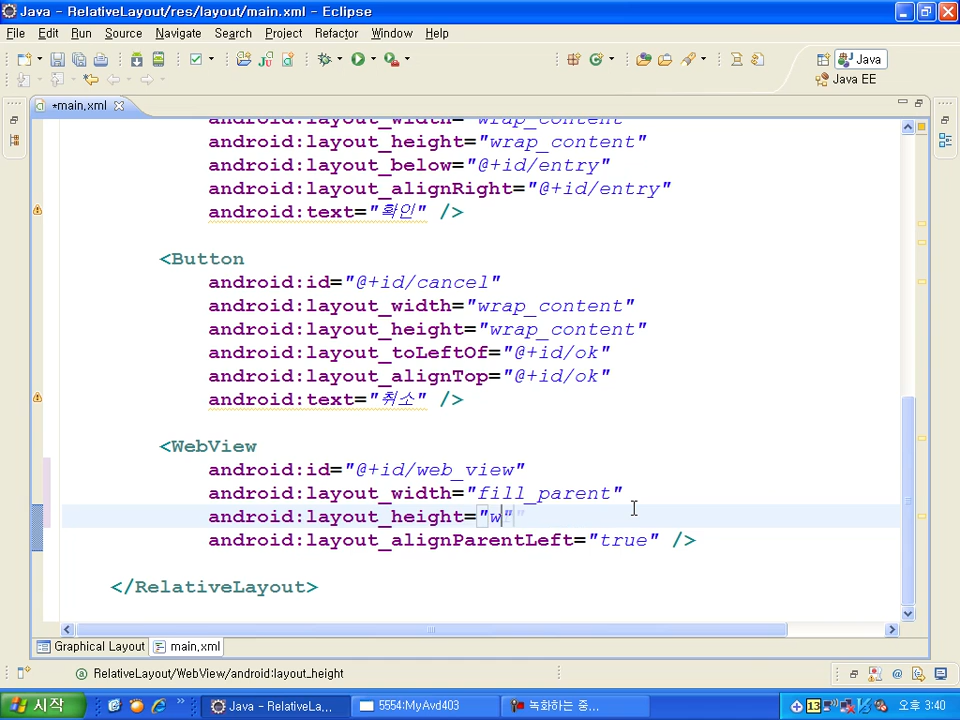 Java - RelativeLayout/res/layout/main.xml - Eclipse
File Edit Run Source Navigate Search Project Refactor Window Help
Java
Java EE
*main.xml
android:layout_width="wrap_content"
android:layout_height="wrap_content"
android:layout_below="@+id/entry"
android:layout_alignRight="@+id/entry"
android:text="확인" />
<Button
android:id="@+id/cancel"
android:layout_width="wrap_content"
android:layout_height="wrap_content"
android:layout_toLeftOf="@+id/ok"
android:layout_alignTop="@+id/ok"
android:text="취소" />
<WebView
android:id="@+id/web_view"
android:layout_width="fill_parent"
android:layout_height="w"
android:layout_alignParentLeft="true" />
</RelativeLayout>
Graphical Layout main.xml
RelativeLayout/WebView/android:layout_height
시작 Java - RelativeLa... 5554:MyAvd403 녹화하는 중... 13 오후 3:40